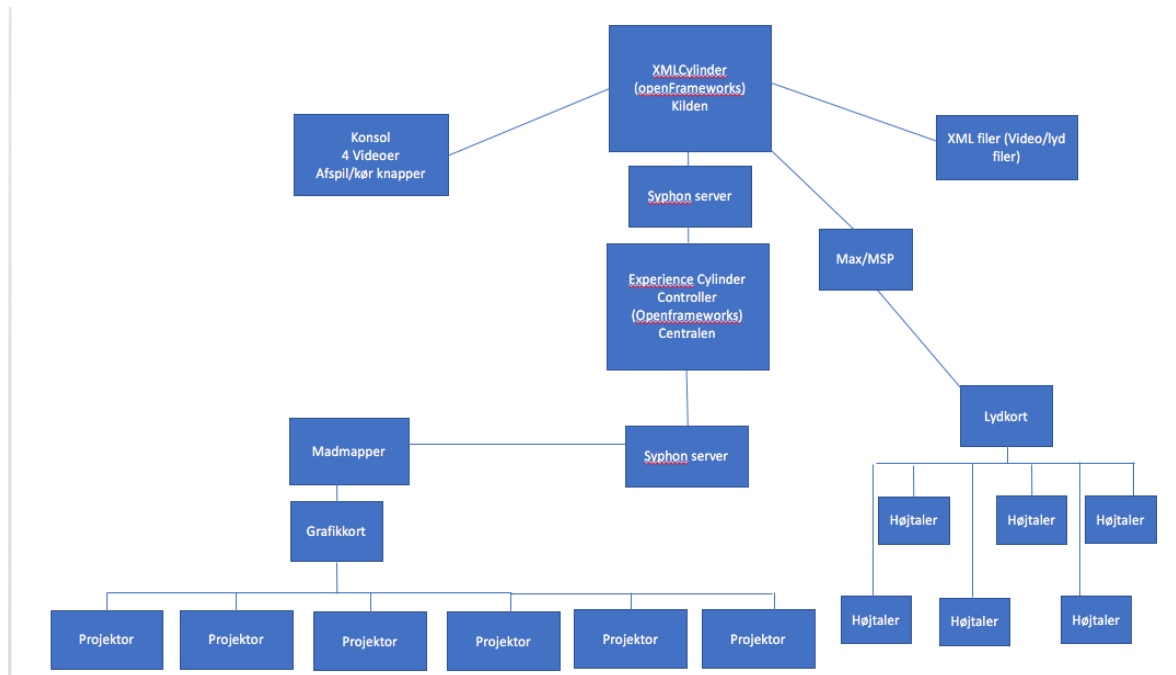 XMLCylinder
(openFrameworks)
Kilden
Konsol
4 Videoer
Afspil/kør knapper
XML filer (Video/lyd
filer)
Syphon server
Max/MSP
Experience Cylinder
Controller
(Openframeworks)
Centralen
Lydkort
Madmapper
Syphon server
Grafikkort
Højtaler
Højtaler
Højtaler
Højtaler
Højtaler
Højtaler
Projektor
Projektor
Projektor
Projektor
Projektor
Projektor